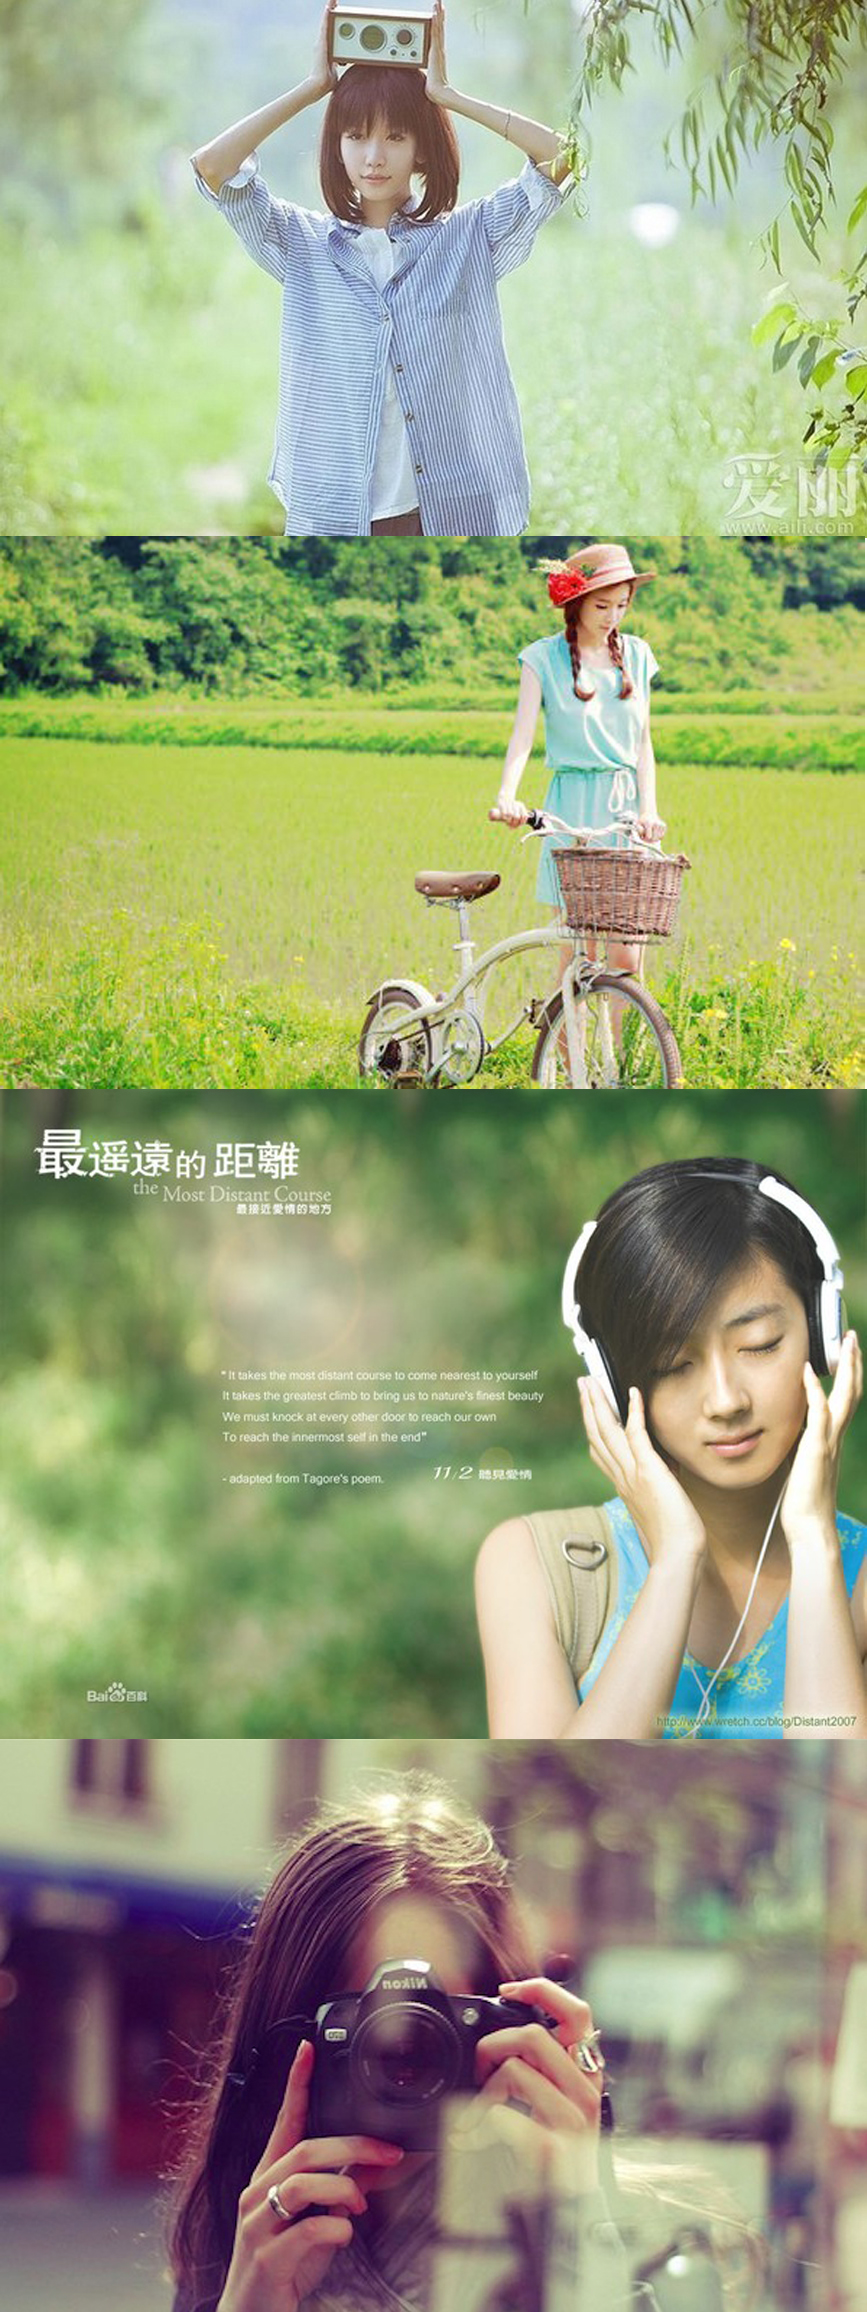 爱丽
www.aili.com
最遥遠的距離
the Most Distant Course
最接近愛情的地方
"It takes the most distant course to come nearest to yourself
It takes the greatest climb to bring us to nature's finest beauty
We must knock at every other door to reach our own
To reach the innermost self in the end"
- adapted from Tagore's poem.
11/2 聽見愛情
Bai百科
http://www.wretch.cc/blog/Distant2007
Nikon